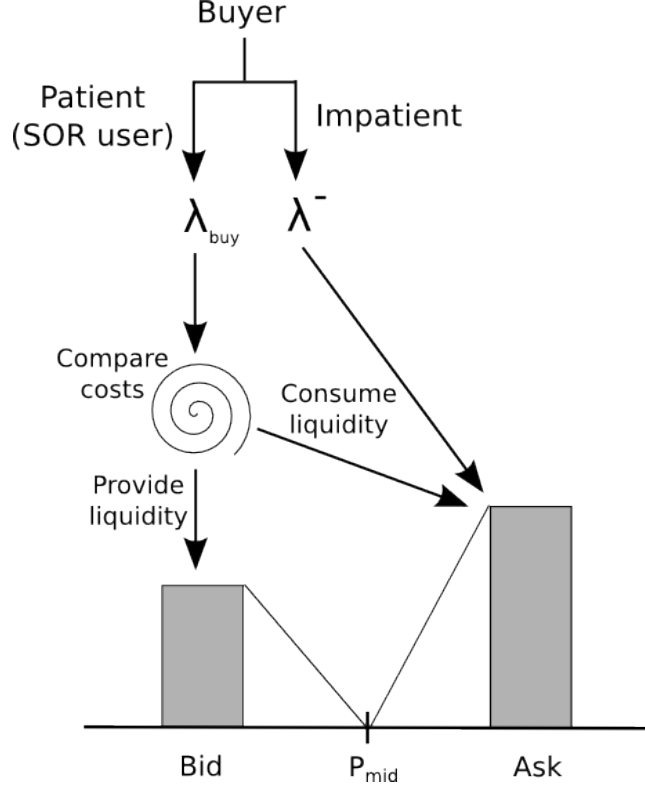 Buyer
Patient
(SOR user)
Impatient
λbuy
λ-
Compare
costs
Consume
liquidity
Provide
liquidity
Bid
Pmid
Ask